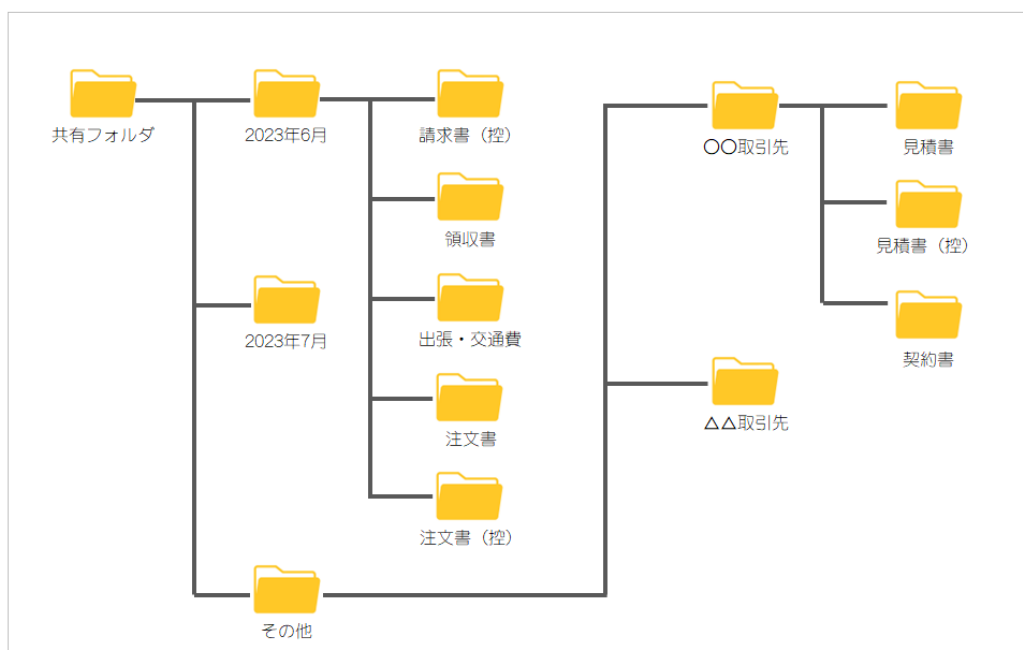 共有フォルダ
2023年6月
請求書（控）
領収書
2023年7月
出張・交通費
注文書
注文書（控）
その他
〇〇取引先
見積書
見積書（控）
契約書
△△取引先